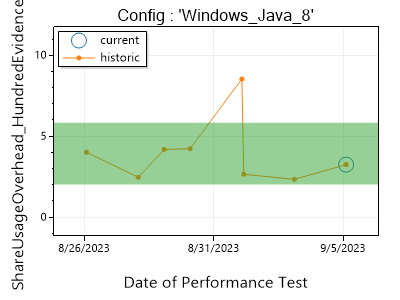 Config : 'Windows_Java_8'
ShareUsageOverhead_HundredEvidence
current
historic
10
5
0
8/26/2023
8/31/2023
9/5/2023
Date of Performance Test